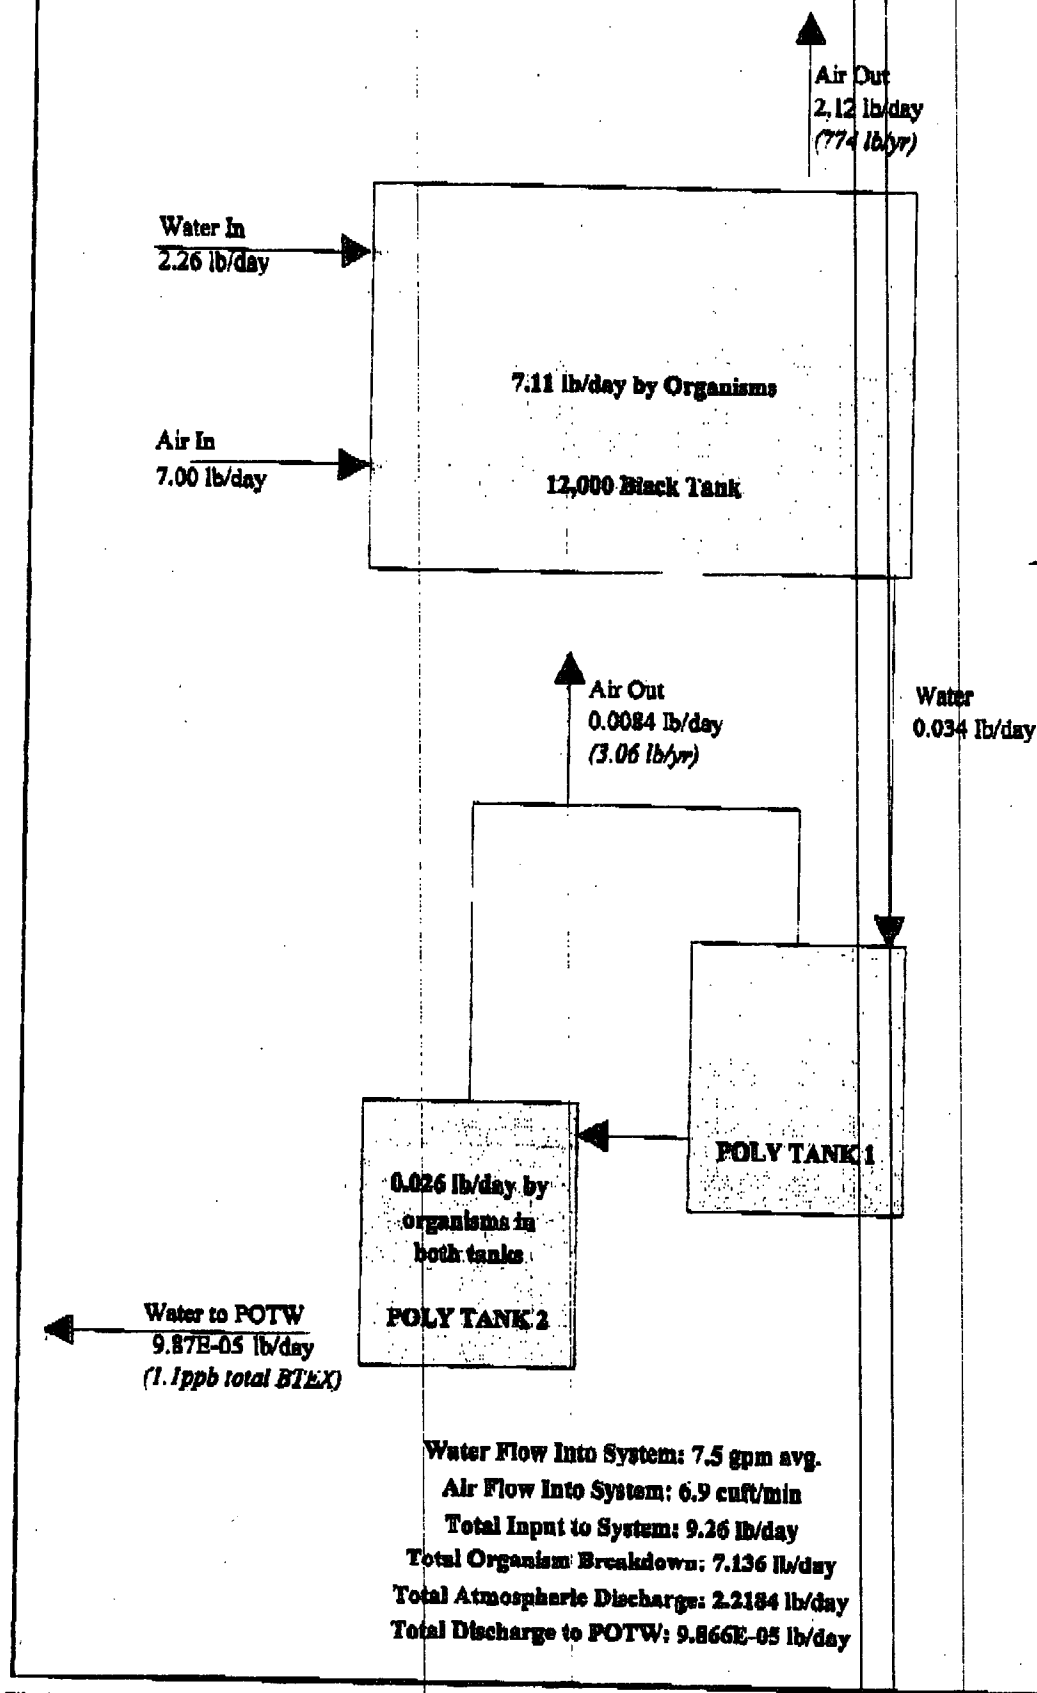 Air Out
2.12 lb/day
(774 lb/yr)
Water In
2.26 lb/day
7.11 lb/day by Organisms
Air In
7.00 lb/day
12,000 Black Tank
Air Out
0.0084 lb/day
(3.06 lb/yr)
Water
0.034 lb/day
POLY TANK 1
0.026 lb/day by
organisms in
both tanks
POLY TANK 2
Water to POTW
9.87E-05 lb/day
(1.1ppb total BTEX)
Water Flow Into System: 7.5 gpm avg.
Air Flow Into System: 6.9 cuft/min
Total Input to System: 9.26 lb/day
Total Organism Breakdown: 7.136 lb/day
Total Atmospheric Discharge: 2.2184 lb/day
Total Discharge to POTW: 9.866E-05 lb/day